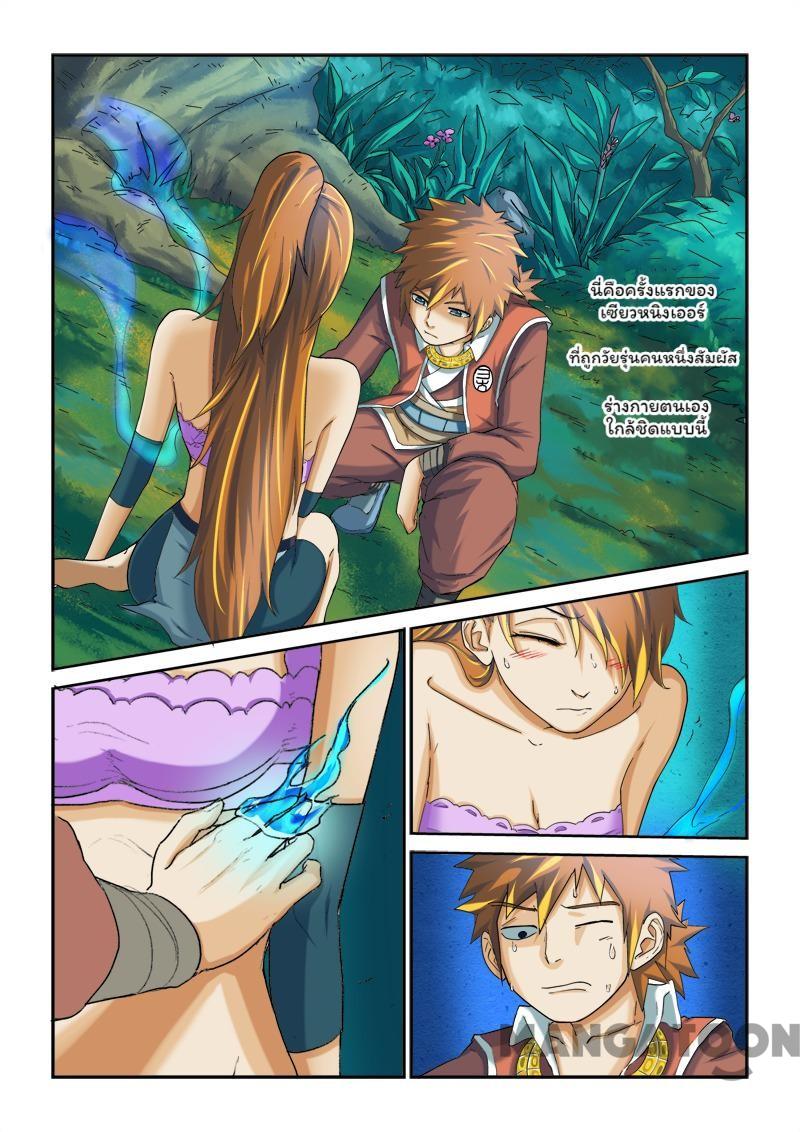 นี่คือครั้งแรกของ
เซียวหนิงเออร์
ที่ถูกวัยรุ่นคนหนึ่งสัมผัส
ร่างกายตนเอง
ใกล้ชิดแบบนี้
MANGATOON